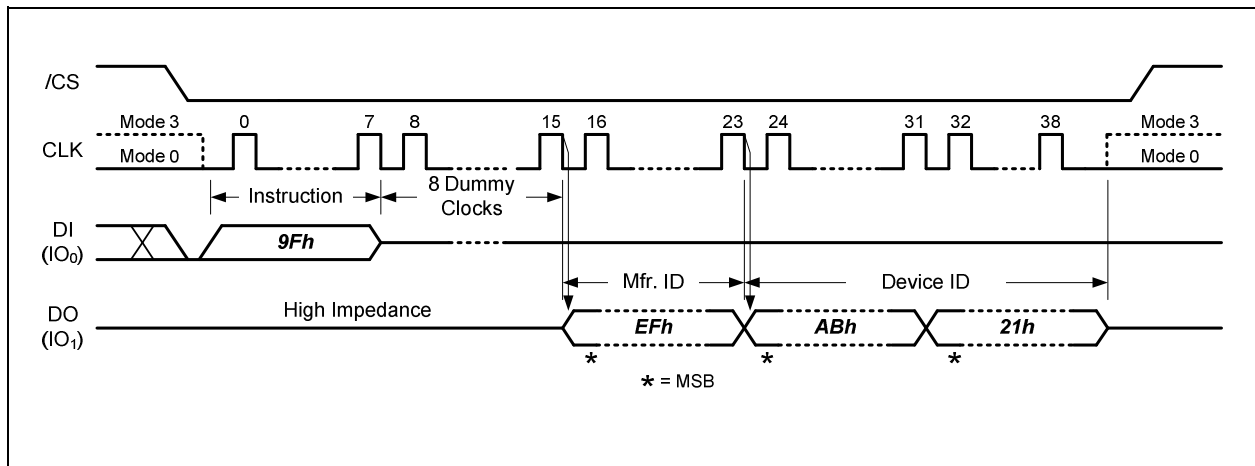 /CS
Mode 3 0 7 8 15 16 23 24 31 32 38 Mode 3
CLK
Mode 0 Mode 0
Instruction
8 Dummy
Clocks
DI
(IO0)
9Fh
Mfr. ID
Device ID
DO
(IO1)
High Impedance
EFh
ABh
21h
* * *
* = MSB